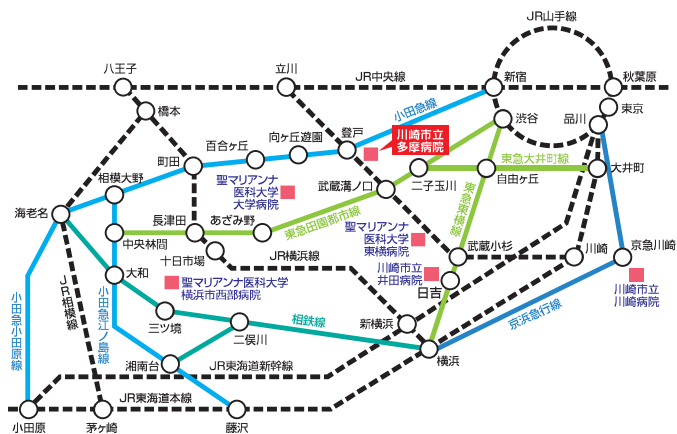 JR山手線
八王子
立川
JR中央線
新宿
秋葉原
橋本
小田急線
渋谷
品川
東京
百合ヶ丘
向ヶ丘遊園
登戸
川崎市立
多摩病院
町田
東急大井町線
大井町
相模大野
聖マリアンナ
医科大学
大学病院
武蔵溝ノ口
二子玉川
自由ヶ丘
東急東横線
海老名
長津田
あざみ野
東急田園都市線
聖マリアンナ
医科大学
東横病院
武蔵小杉
川崎
京急川崎
中央林間
十日市場
JR横浜線
川崎市立
井田病院
日吉
大和
聖マリアンナ医科大学
横浜市西部病院
川崎市立
川崎病院
小田急小田原線
JR相模線
小田急江ノ島線
三ツ境
相鉄線
二俣川
新横浜
京浜急行線
横浜
湘南台
JR東海道新幹線
JR東海道本線
小田原
茅ヶ崎
藤沢